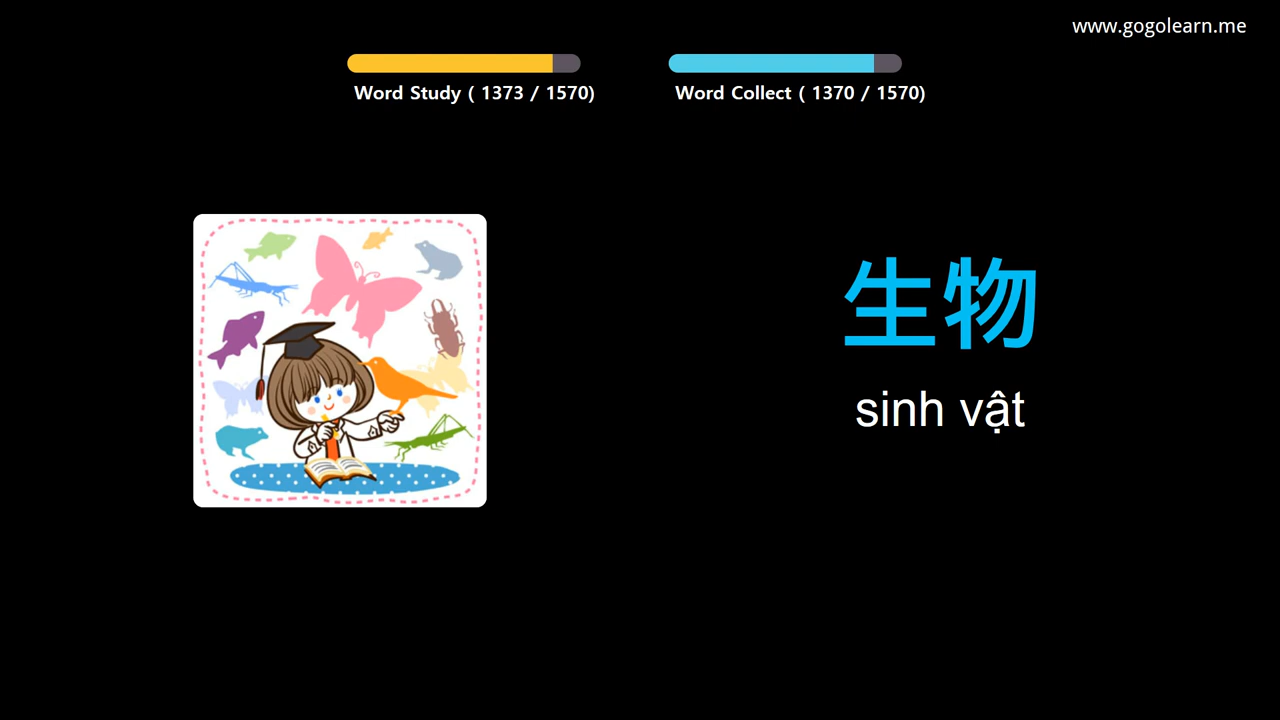 www.gogolearn.me
Word Study ( 1373 / 1570)
Word Collect ( 1370 / 1570)
生物
sinh vật